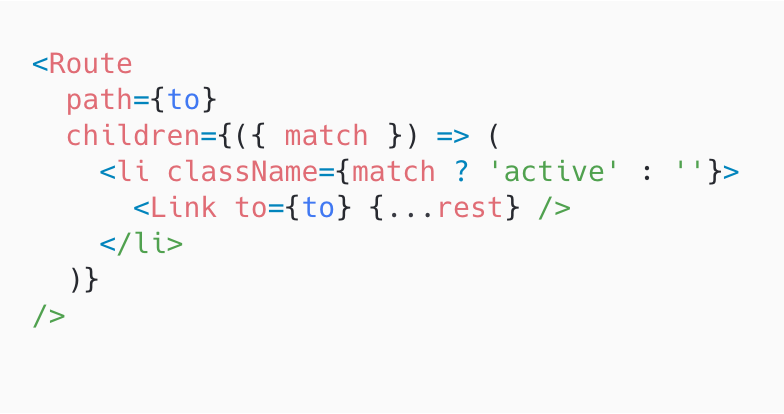 <Route
  path={to}
  children={({ match }) => (
    <li className={match ? 'active' : ''}>
      <Link to={to} {...rest} />
    </li>
  )}
/>